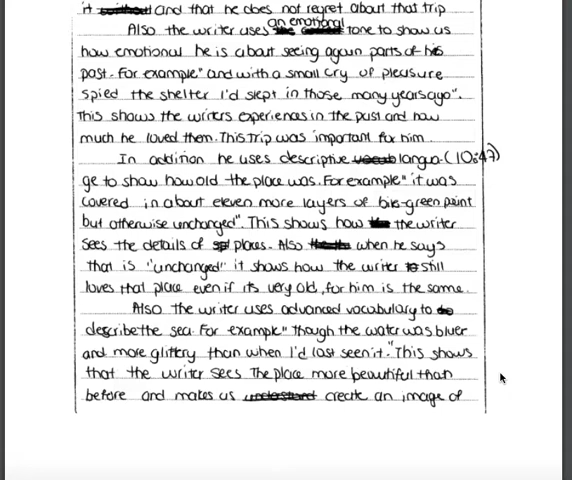 it and that he does not regret about that trip
an emotional
Also the writer uses tone to show us
how emotional he is about seeing again parts of his
past. For example" and with a small cry of pleasure
spied the shelter I'd slept in those many years ago".
This shows the writers experiences in the past and how
much he loved them. This trip was important for him.
In addition he uses descriptive langua- (10:47)
ge to show how old the place was. For example " it was
covered in about eleven more layers of bile-green paint
but otherwise unchanged". This shows how the writer
sees the details of places. Also when he says
that is "unchanged" it shows how the writer still
loves that place even if its very old, for him is the same.
Also the writer uses advanced vocabulary to
describe the sea. For example " though the water was bluer
and more glittery than when I'd last seen it." This shows
that the writer sees The place more beautiful than
before and makes us create an image of